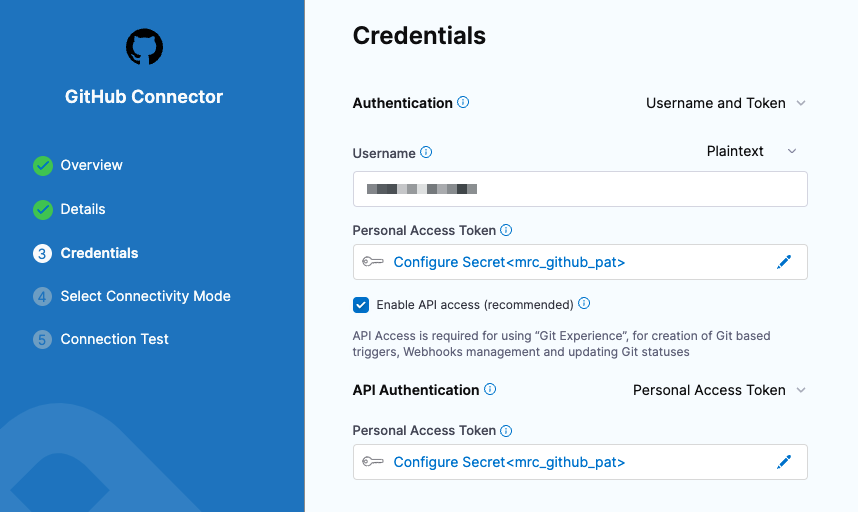 GitHub Connector
Overview
Details
3 Credentials
4 Select Connectivity Mode
5 Connection Test
Credentials
Authentication Username and Token
Username Plaintext
Personal Access Token
Configure Secret<mrc_github_pat>
Enable API access (recommended)
API Access is required for using “Git Experience”, for creation of Git based
triggers, Webhooks management and updating Git statuses
API Authentication Personal Access Token
Personal Access Token
Configure Secret<mrc_github_pat>